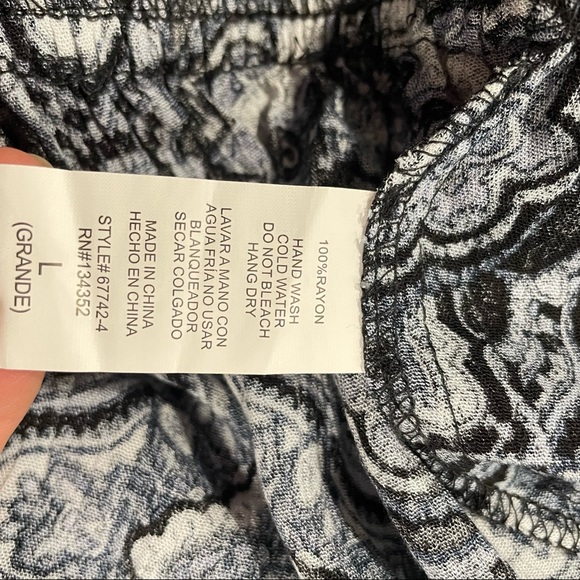 100%RAYON
HAND WASH
COLD WATER
DO NOT BLEACH
HANG DRY
LAVAR A MANO CON
AGUA FRIA NO USAR
BLANQUEADOR
SECAR COLGADO
MADE IN CHINA
HECHO EN CHINA
STYLE# 67742-4
RN#134352
L
(GRANDE)